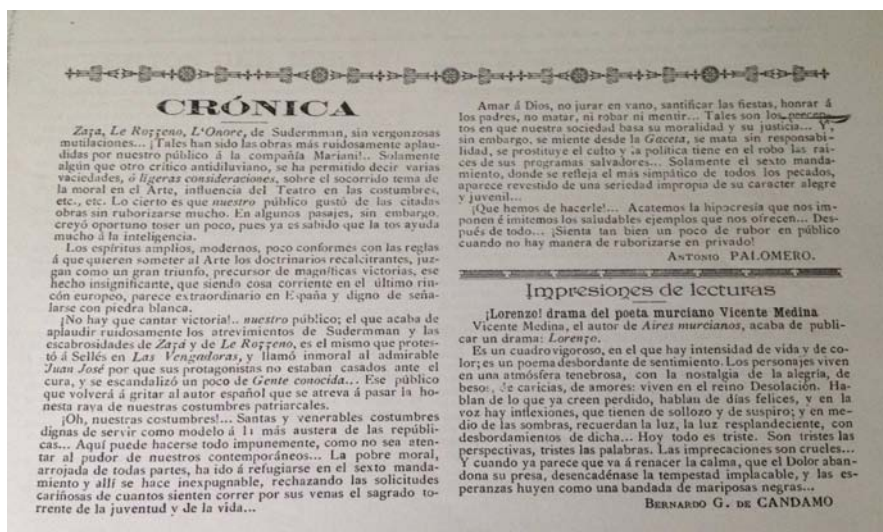 CRÓNICA
Zaza, Le Rozzeno, L'Onore, de Sudermman, sin vergonzosas
mutilaciones... ¡Tales han sido las obras más ruidosamente aplau-
didas por nuestro público á la compañía Mariani!.. Solamente
algún que otro crítico antidiluviano, se ha permitido decir varias
vaciedades, ó ligeras consideraciones, sobre el socorrido tema de
la moral en el Arte, influencia del Teatro en las costumbres,
etc., etc. Lo cierto es que nuestro público gustó de las citadas
obras sin ruborizarse mucho. En algunos pasajes, sin embargo,
creyó oportuno toser un poco, pues ya es sabido que la tos ayuda
mucho á la inteligencia.
Los espíritus amplios, modernos, poco conformes con las reglas
á que quieren someter al Arte los doctrinarios recalcitrantes, juz-
gan como un gran triunfo, precursor de magníficas victorias, ese
hecho insignificante, que siendo cosa corriente en el último rin-
cón europeo, parece extraordinario en España y digno de seña-
larse con piedra blanca.
¡No hay que cantar victoria!.. nuestro público; el que acaba de
aplaudir ruidosamente los atrevimientos de Sudermman y las
escabrosidades de Zaza y de Le Rozzeno, es el mismo que protes-
tó á Sellés en Las Vengadoras, y llamó inmoral al admirable
Juan José por que sus protagonistas no estaban casados ante el
cura, y se escandalizó un poco de Gente conocida... Ese público
que volverá á gritar al autor español que se atreva á pasar la ho-
nesta raya de nuestras costumbres patriarcales.
¡Oh, nuestras costumbres!... Santas y venerables costumbres
dignas de servir como modelo á la más austera de las repúbli-
cas... Aquí puede hacerse todo impunemente, como no sea aten-
tar al pudor de nuestros contemporáneos... La pobre moral,
arrojada de todas partes, ha ido á refugiarse en el sexto manda-
miento y allí se hace inexpugnable, rechazando las solicitudes
cariñosas de cuantos sienten correr por sus venas el sagrado to-
rrente de la juventud y de la vida...
Amar á Dios, no jurar en vano, santificar las fiestas, honrar á
los padres, no matar, ni robar ni mentir... Tales son los precep-
tos en que nuestra sociedad basa su moralidad y su justicia... Y,
sin embargo, se miente desde la Gaceta, se mata sin responsabi-
lidad, se prostituye el culto y la política tiene en el robo las raí-
ces de sus programas salvadores... Solamente el sexto manda-
miento, donde se refleja el más simpático de todos los pecados,
aparece revestido de una seriedad impropia de su caracter alegre
y juvenil...
¡Que hemos de hacerle!... Acatemos la hipocresía que nos im-
ponen é imitemos los saludables ejemplos que nos ofrecen... Des-
pués de todo... ¡Sienta tan bien un poco de rubor en público
cuando no hay manera de ruborizarse en privado!
ANTONIO PALOMERO.
Impresiones de lecturas
¡Lorenzo! drama del poeta murciano Vicente Medina
Vicente Medina, el autor de Aires murcianos, acaba de publi-
car un drama: Lorenzo.
Es un cuadro vigoroso, en el que hay intensidad de vida y de co-
lor; es un poema desbordante de sentimiento. Los personajes viven
en una atmósfera tenebrosa, con la nostalgia de la alegría, de
besos, de caricias, de amores: viven en el reino Desolación. Ha-
blan de lo que ya creen perdido, hablan de días felices, y en la
voz hay inflexiones, que tienen de sollozo y de suspiro; y en me-
dio de las sombras, recuerdan la luz, la luz resplandeciente, con
desbordamientos de dicha... Hoy todo es triste. Son tristes las
perspectivas, tristes las palabras. Las imprecaciones son crueles...
Y cuando ya parece que va á renacer la calma, que el Dolor aban-
dona su presa, desencadénase la tempestad implacable, y las es-
peranzas huyen como una bandada de mariposas negras...
BERNARDO G. DE CANDAMO